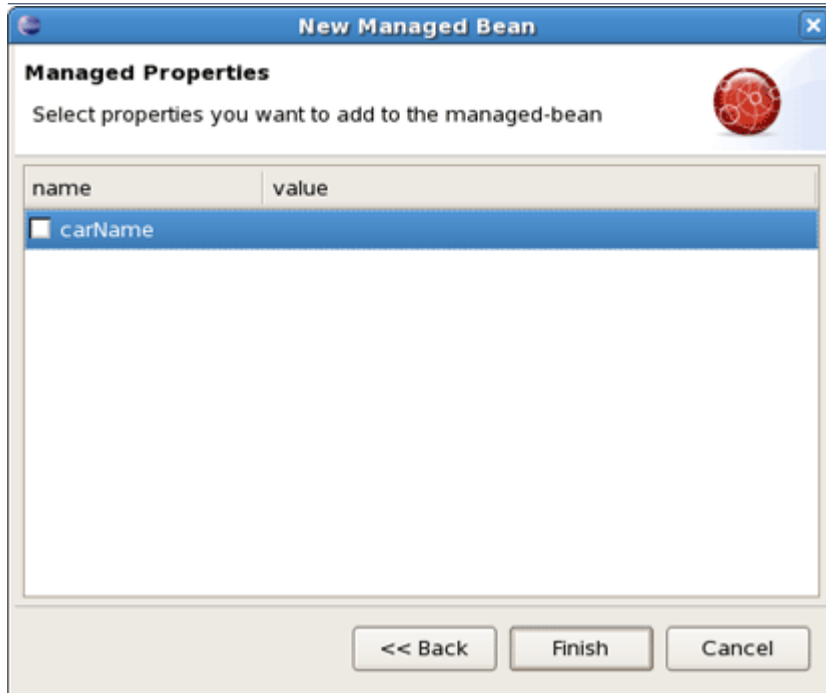 New Managed Bean
Managed Properties
Select properties you want to add to the managed-bean
name value
carName
<< Back Finish Cancel